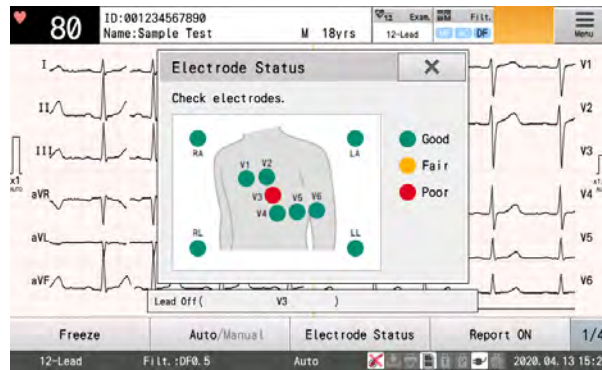 80
ID:001234567890
Name:Sample Test M 18yrs
12 Exam.
12-Lead
Filt.
DF
Menu
Electrode Status
Check electrodes.
RA
LA
V1 V2
V3
V4 V5 V6
RL
LL
Good
Fair
Poor
I
II
III
x1
aVR
aVL
aVF
V1
V2
V3
V4
V5
V6
Lead Off( V3 )
Freeze
Auto/Manual
Electrode Status
Report ON
1/4
12-Lead
Filt.:DF0.5
Auto
2020.04.13 15:2